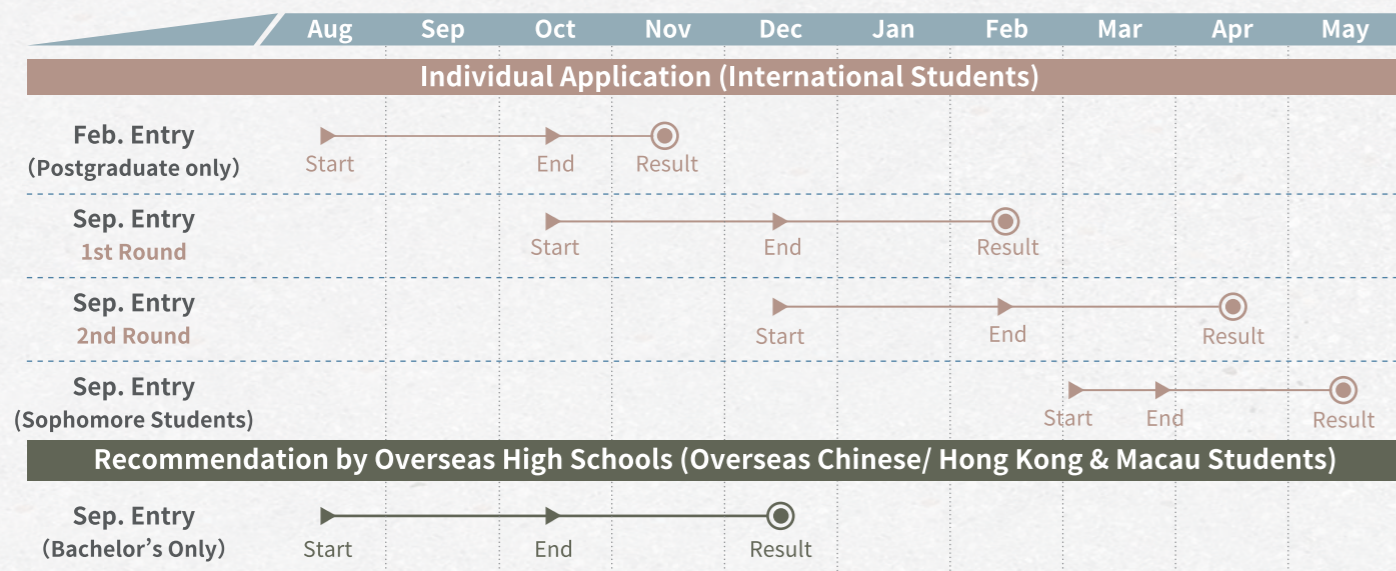 Aug Sep Oct Nov Dec Jan Feb Mar Apr May
Individual Application (International Students)
Feb. Entry
（Postgraduate only）
Start End Result
Sep. Entry
1st Round
Start End Result
Sep. Entry
2nd Round
Start End Result
Sep. Entry
(Sophomore Students)
Start End Result
Recommendation by Overseas High Schools (Overseas Chinese/ Hong Kong & Macau Students)
Sep. Entry
（Bachelor’s Only）
Start End Result